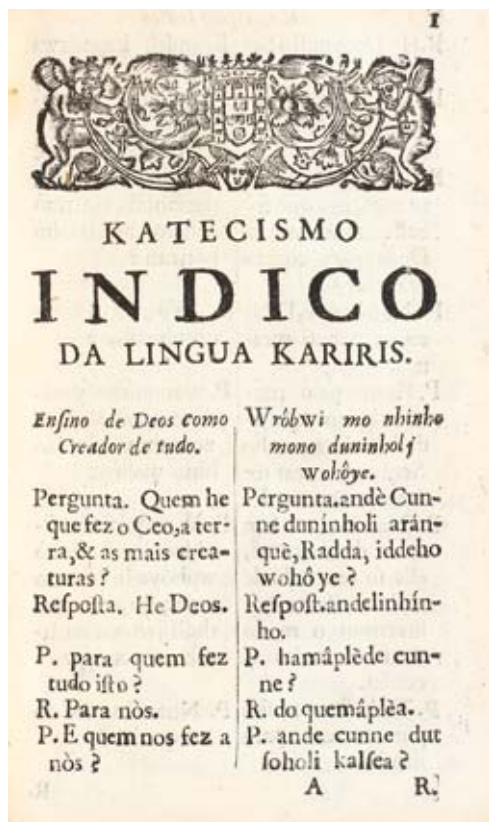 I
KATECISMO
INDICO
DA LINGUA KARIRIS.
Enſino de Deos como
Creador de tudo.
Pergunta. Quem he
que fez o Ceo, a ter-
ra, & as mais crea-
turas ?
Reſpoſta. He Deos.
P. para quem fez
tudo iſto ?
R. Para nòs.
P. E quem nos fez a
nòs ?
Wróbwi mo nhinho
mono duninholj
wohôye.
Pergunta.andè Cun-
ne duninholi arán-
què, Radda, iddeho
wohôye ?
Reſpoſt.andelinhín-
ho.
P. hamâplède cun-
ne ?
R. do quemâplèa.
P. ande cunne dut
ſoholi kalſea ?
A R.